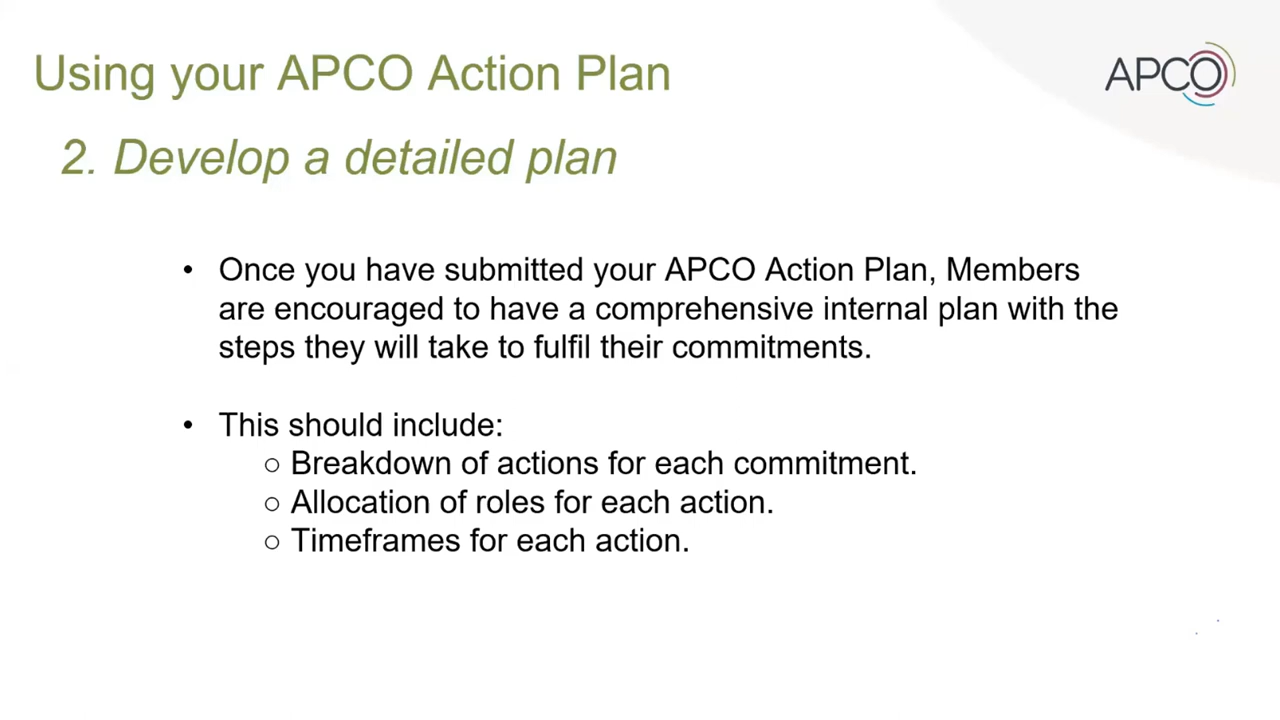 Using your APCO Action Plan
APCO
2. Develop a detailed plan
• Once you have submitted your APCO Action Plan, Members
are encouraged to have a comprehensive internal plan with the
steps they will take to fulfil their commitments.
• This should include:
○ Breakdown of actions for each commitment.
○ Allocation of roles for each action.
○ Timeframes for each action.